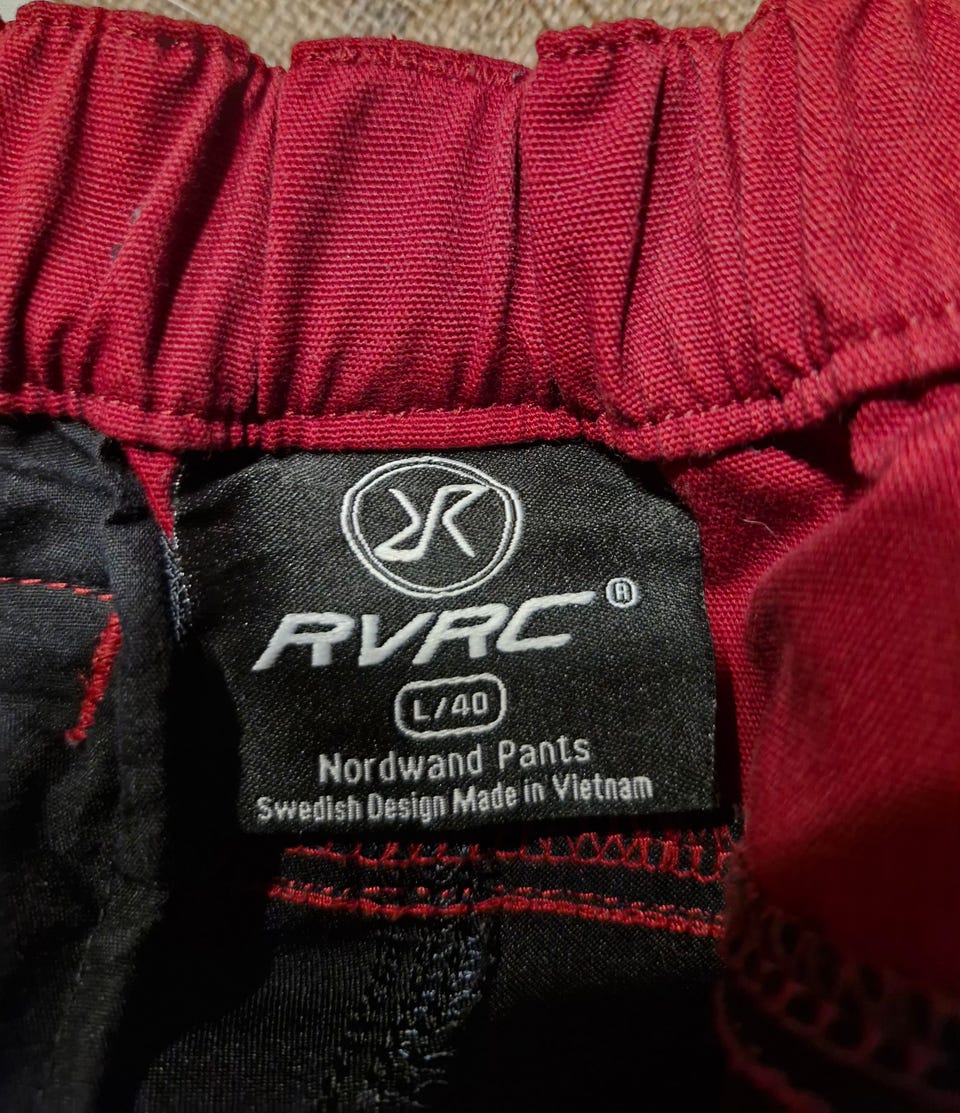 RVRC®
L/40
Nordwand Pants
Swedish Design Made in Vietnam